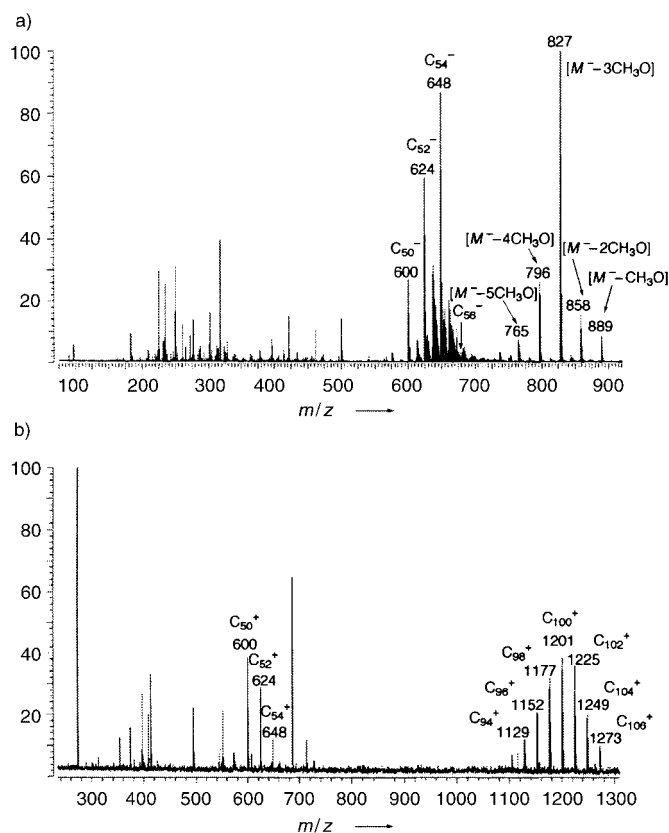 a)
827
100
C₅₄⁻
648
[M⁻–3CH₃O]
80
C₅₂⁻
624
60
[M⁻–4CH₃O]
[M⁻–2CH₃O]
40
C₅₀⁻
600
796
[M⁻–CH₃O]
[M⁻–5CH₃O]
C₅₆⁻
858
20
765
889
100 200 300 400 500 600 700 800 900
m/z
b)
100
80
60
C₅₀⁺
600
C₁₀₀⁺
1201
C₁₀₂⁺
40
C₅₂⁺
624
C₉₈⁺
1177
1225
C₅₄⁺
648
C₉₆⁺
1152
C₁₀₄⁺
1249
20
C₉₄⁺
1129
C₁₀₆⁺
1273
300 400 500 600 700 800 900 1000 1100 1200 1300
m/z